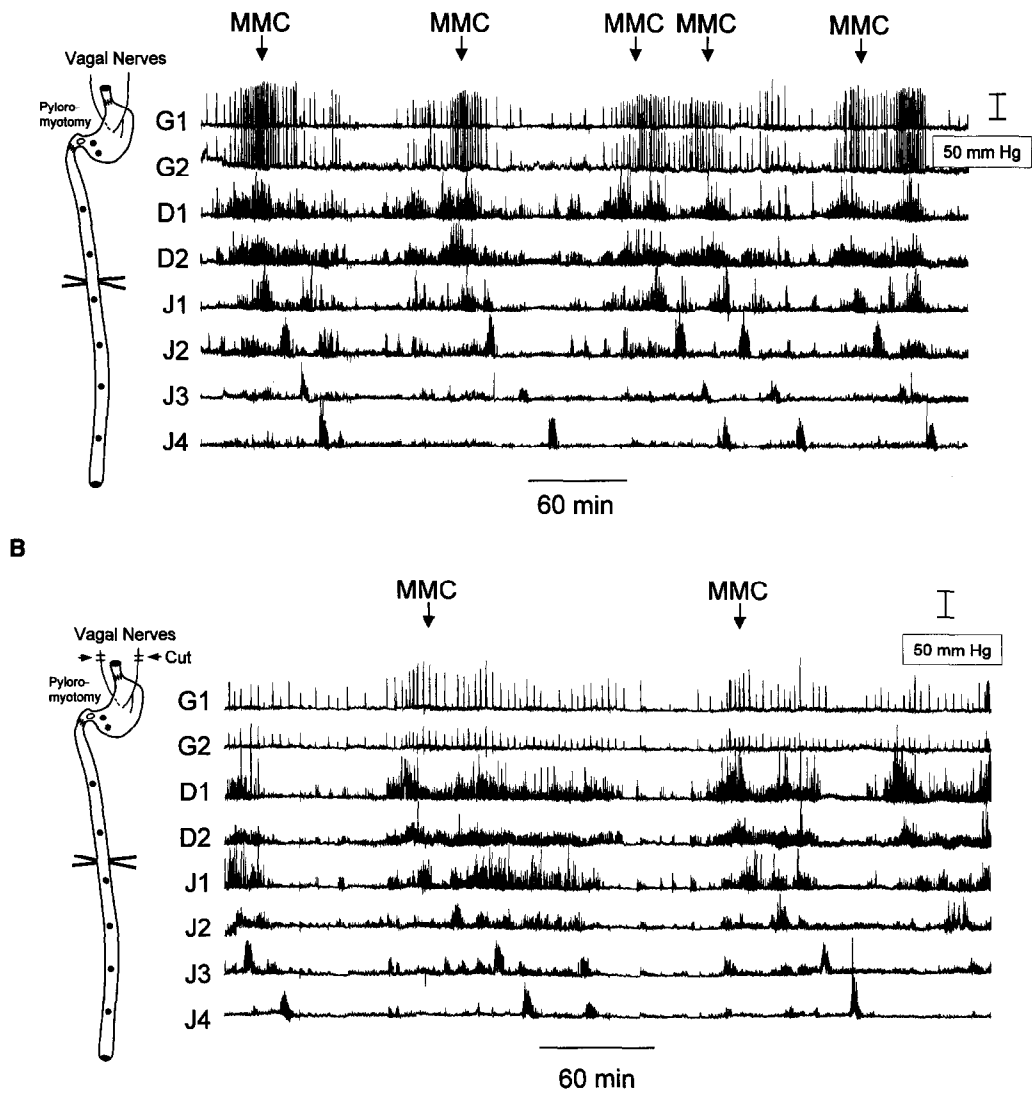 MMC MMC MMC MMC MMC
Vagal Nerves
Pyloro-
myotomy
G1
G2
50 mm Hg
D1
D2
J1
J2
J3
J4
60 min
B
MMC MMC
Vagal Nerves
Cut
50 mm Hg
Pyloro-
myotomy
G1
G2
D1
D2
J1
J2
J3
J4
60 min